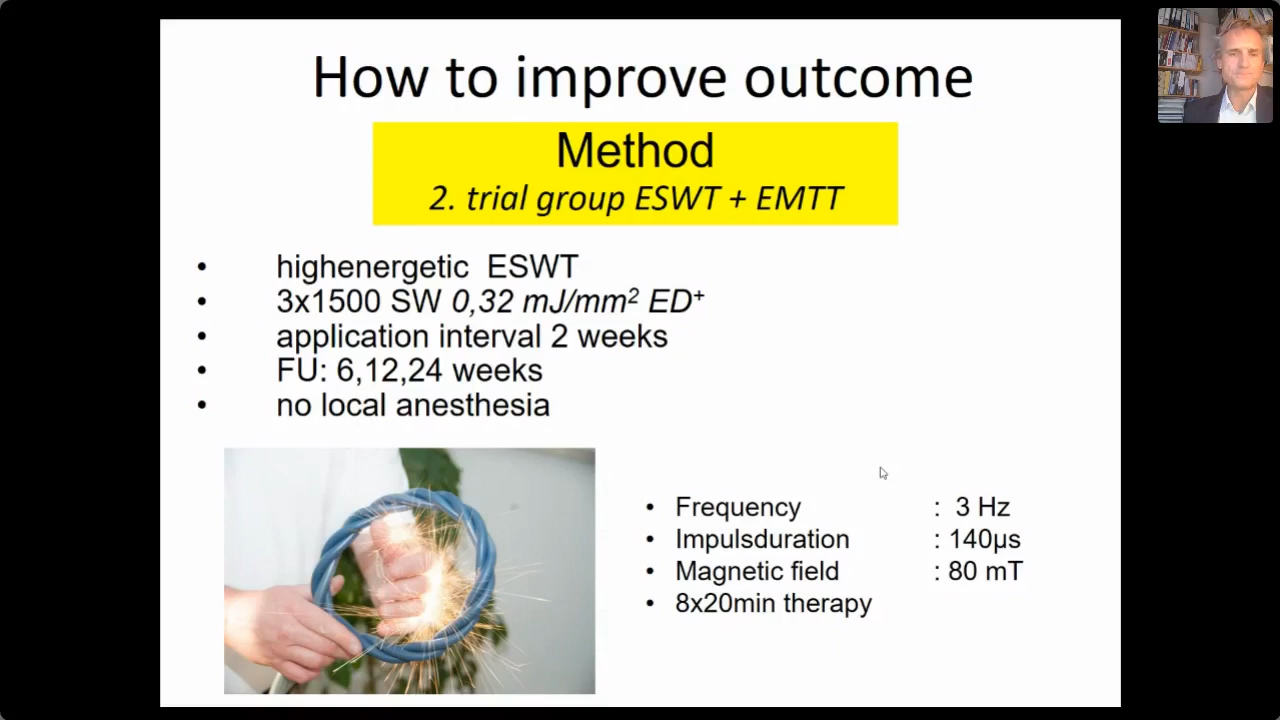 How to improve outcome
Method
2. trial group ESWT + EMTT
• highenergetic ESWT
• 3x1500 SW 0,32 mJ/mm² ED⁺
• application interval 2 weeks
• FU: 6,12,24 weeks
• no local anesthesia
• Frequency : 3 Hz
• Impulsduration : 140µs
• Magnetic field : 80 mT
• 8x20min therapy